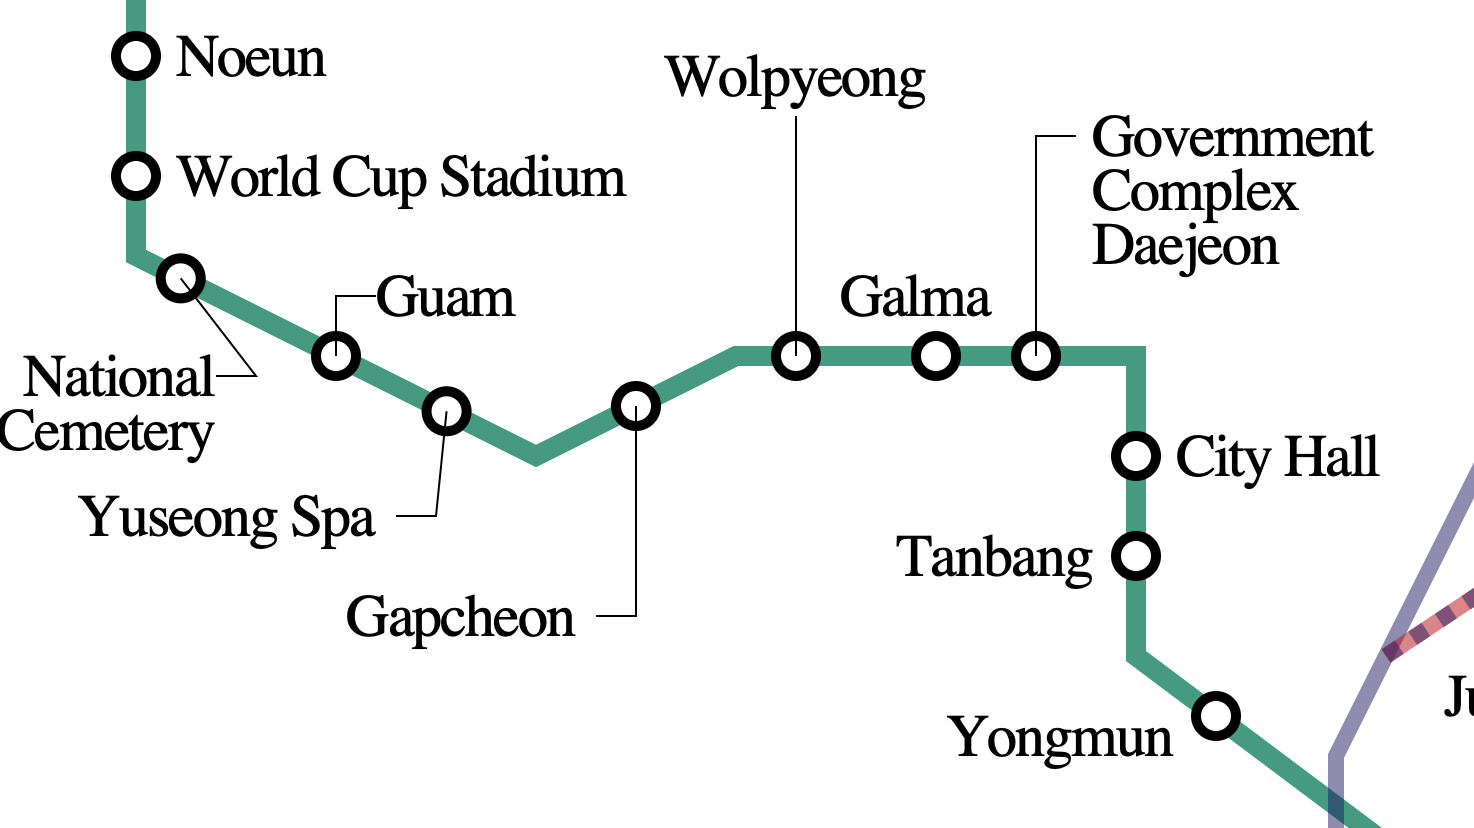 Noeun
Wolpyeong
Government
Complex
Daejeon
World Cup Stadium
Guam
Galma
National
Cemetery
City Hall
Yuseong Spa
Tanbang
Gapcheon
Yongmun